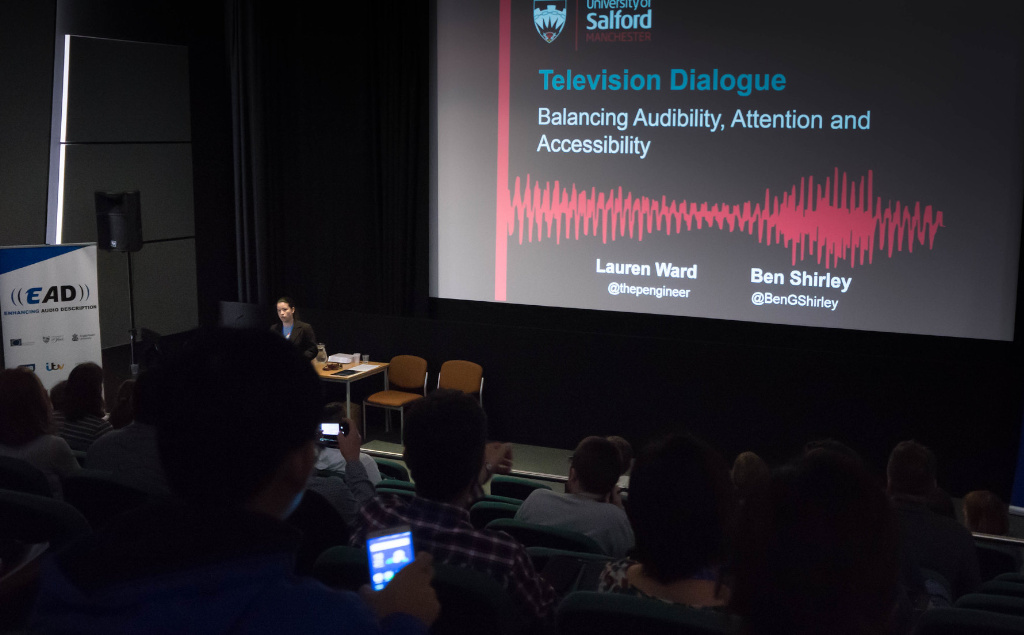 University of
Salford
MANCHESTER
Television Dialogue
Balancing Audibility, Attention and
Accessibility
Lauren Ward
@thepengineer
Ben Shirley
@BenGShirley
EAD
ENHANCING AUDIO DESCRIPTION
itv